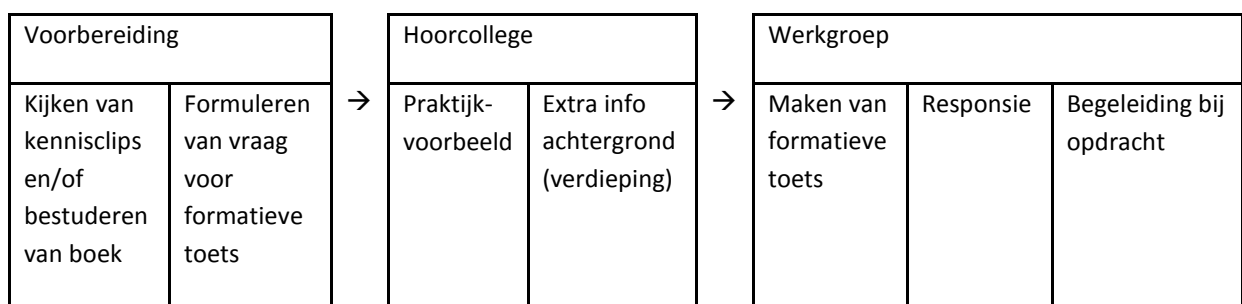 Voorbereiding
Kijken van
kennisclips
en/of
bestuderen
van boek
Formuleren
van vraag
voor
formatieve
toets
→
Hoorcollege
Praktijk-
voorbeeld
Extra info
achtergrond
(verdieping)
→
Werkgroep
Maken van
formatieve
toets
Responsie
Begeleiding bij
opdracht